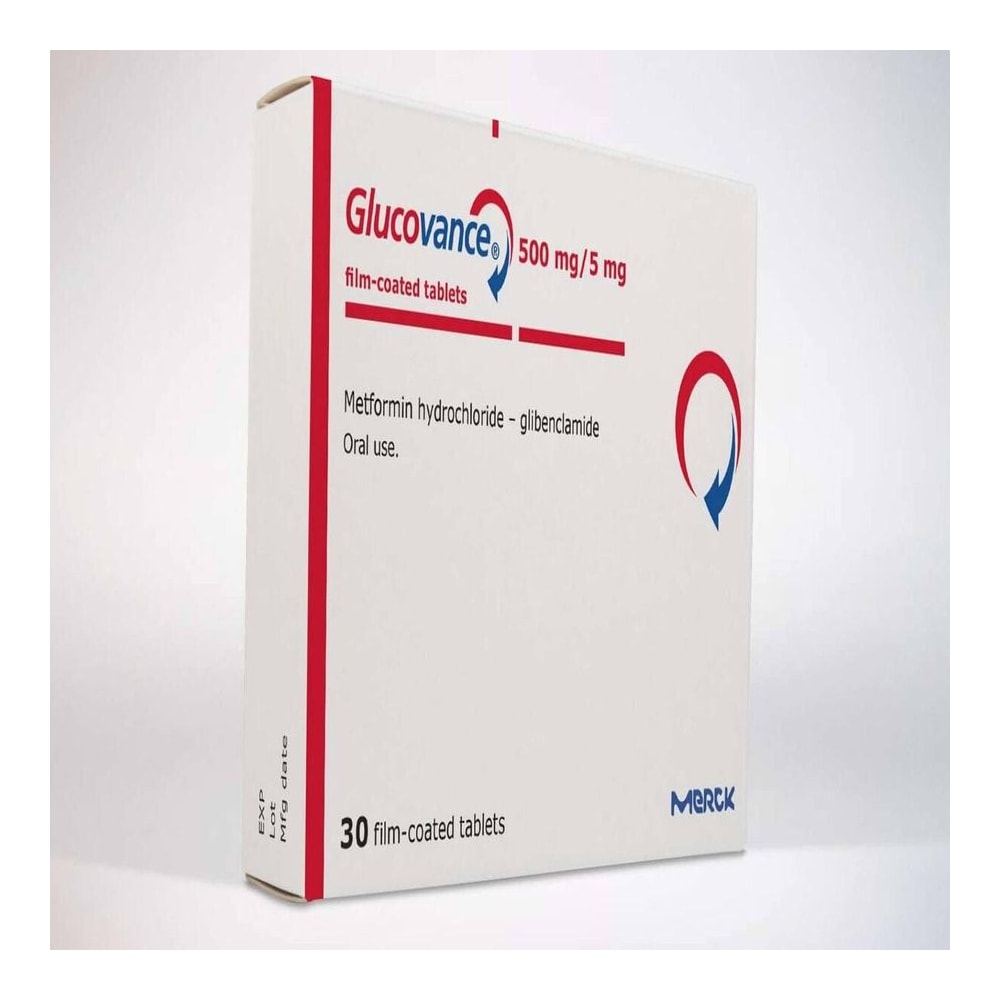 Glucovance® 500 mg/5 mg
film-coated tablets
Metformin hydrochloride – glibenclamide
Oral use.
30 film-coated tablets
MERCK
EXP
Lot
Mfg date